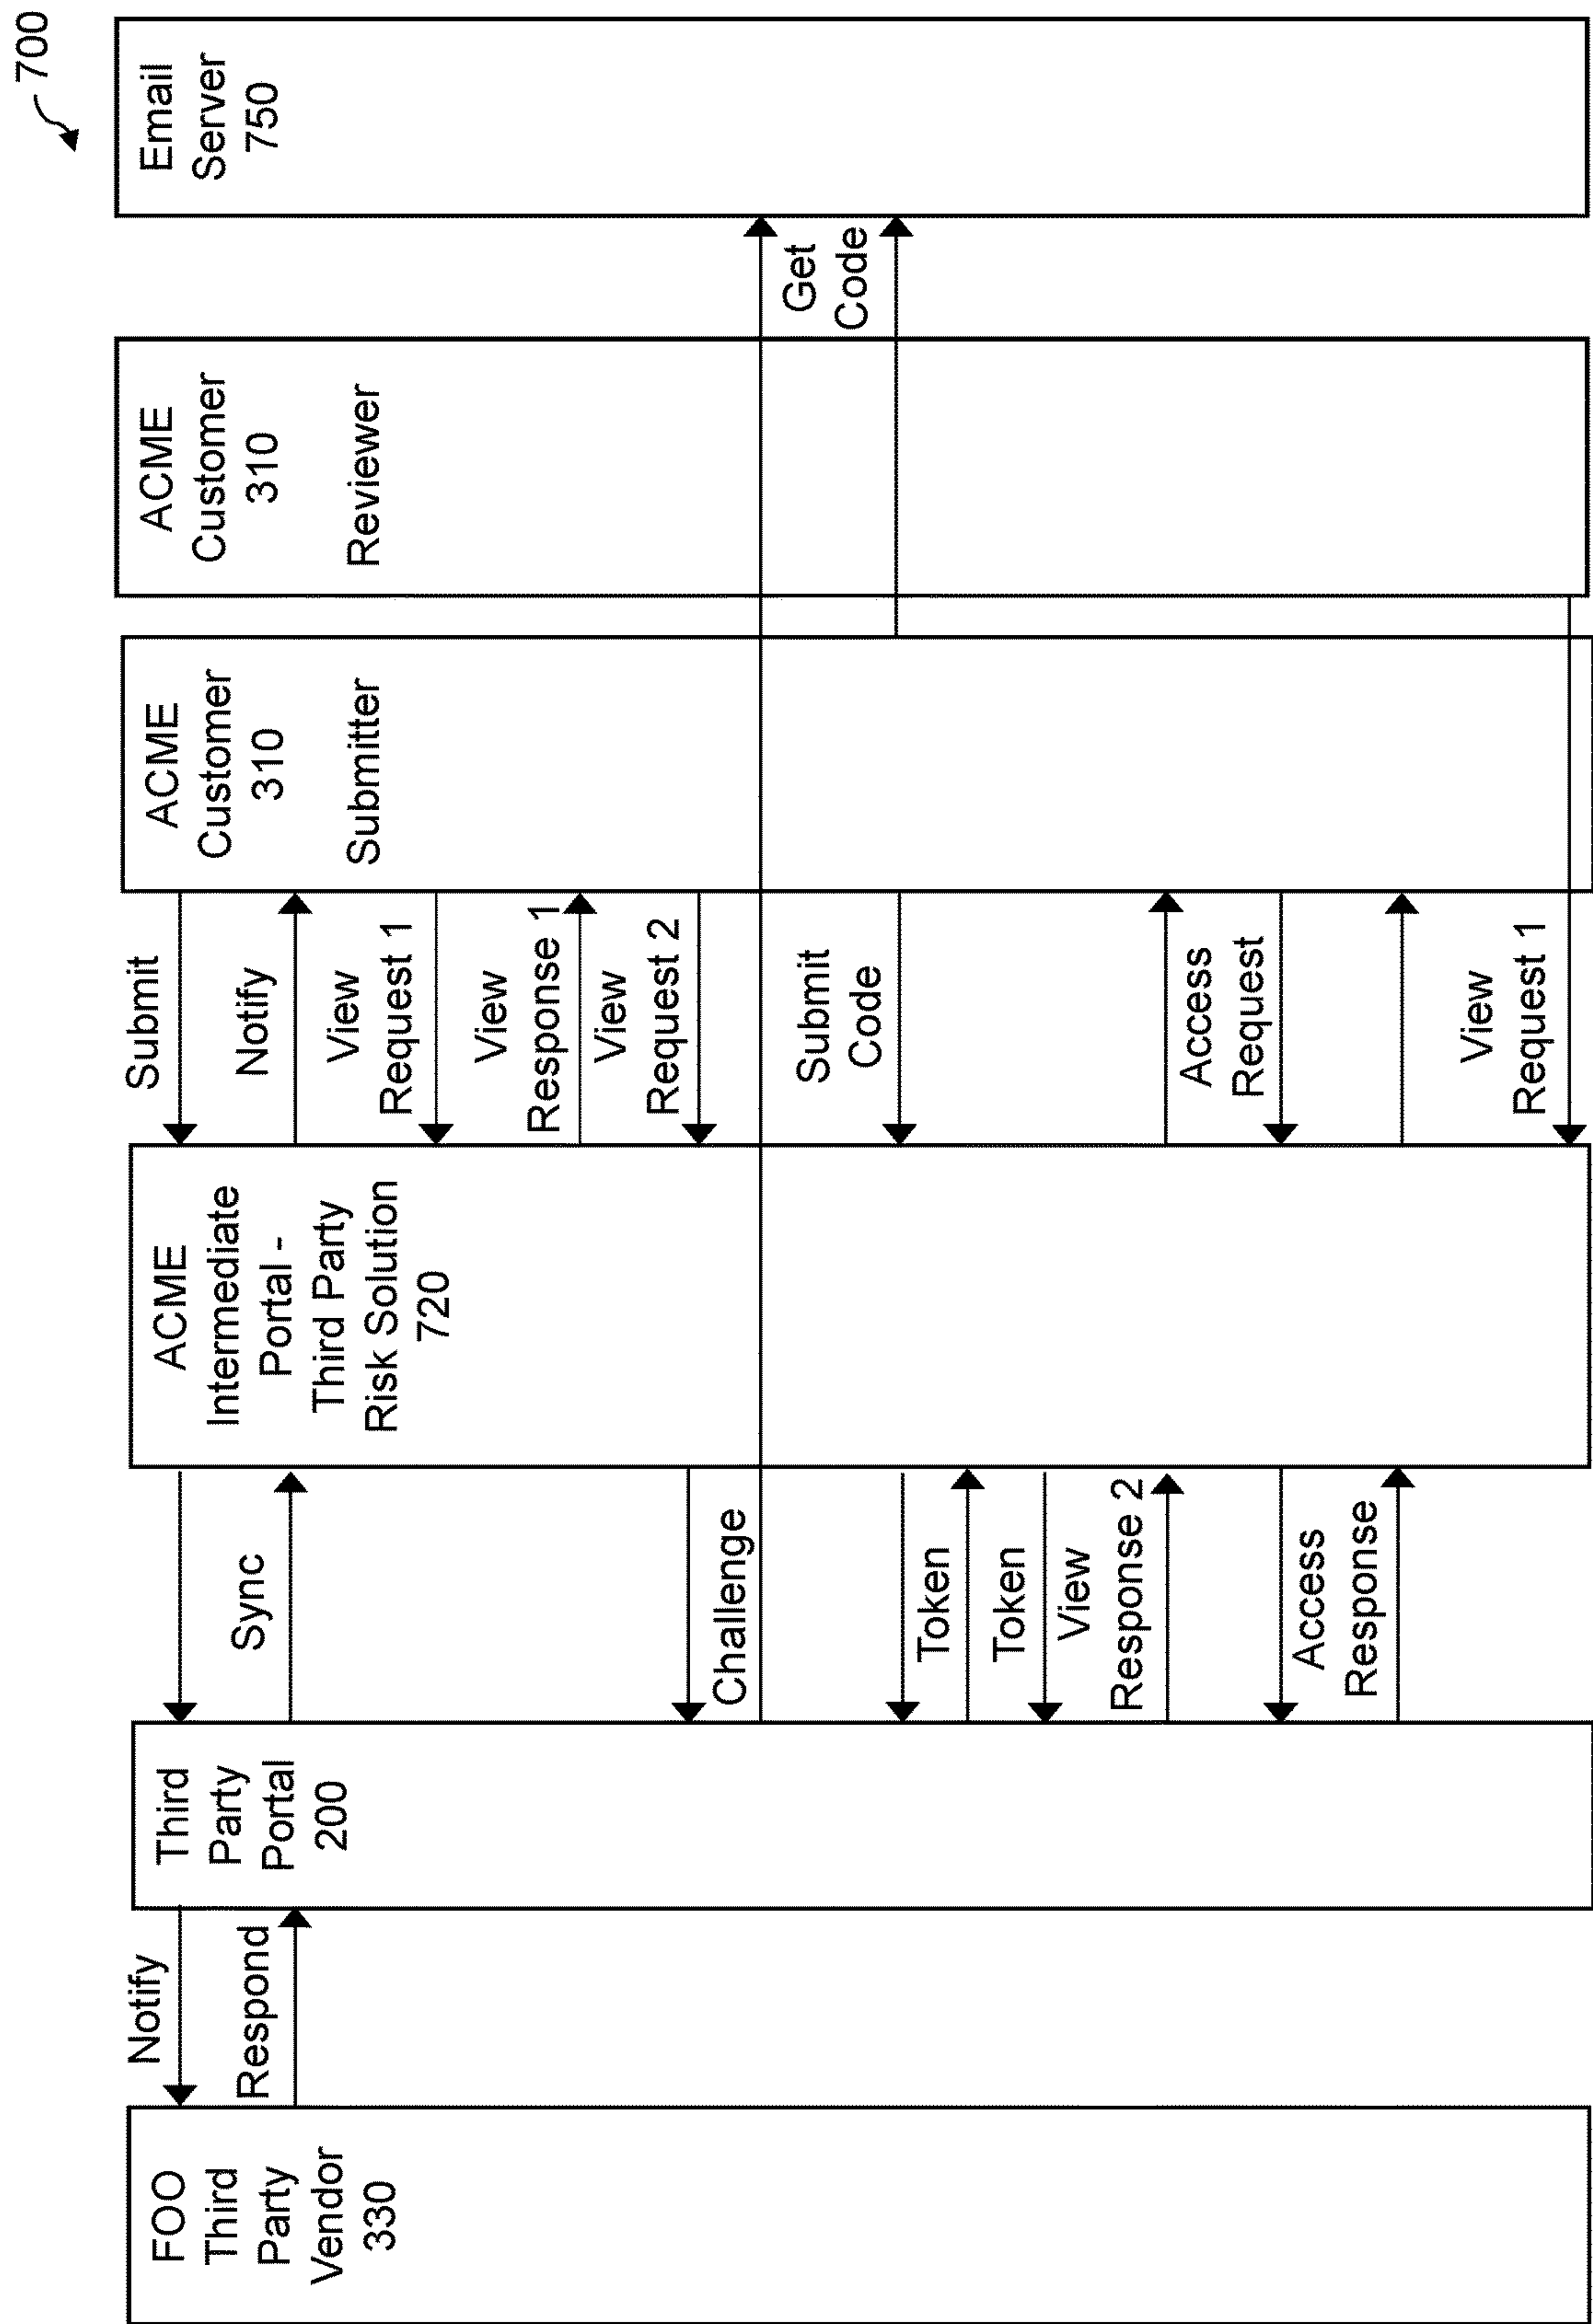 700
FOO
Third
Party
Vendor
330
Notify
Respond
Third
Party
Portal
200
Sync
Challenge
Token
Token
View
Response 2
Access
Response
ACME
Intermediate
Portal -
Third Party
Risk Solution
720
Submit
Notify
View
Request 1
View
Response 1
View
Request 2
Submit
Code
Access
Request
View
Request 1
ACME
Customer
310
Submitter
ACME
Customer
310
Reviewer
Get
Code
Email
Server
750